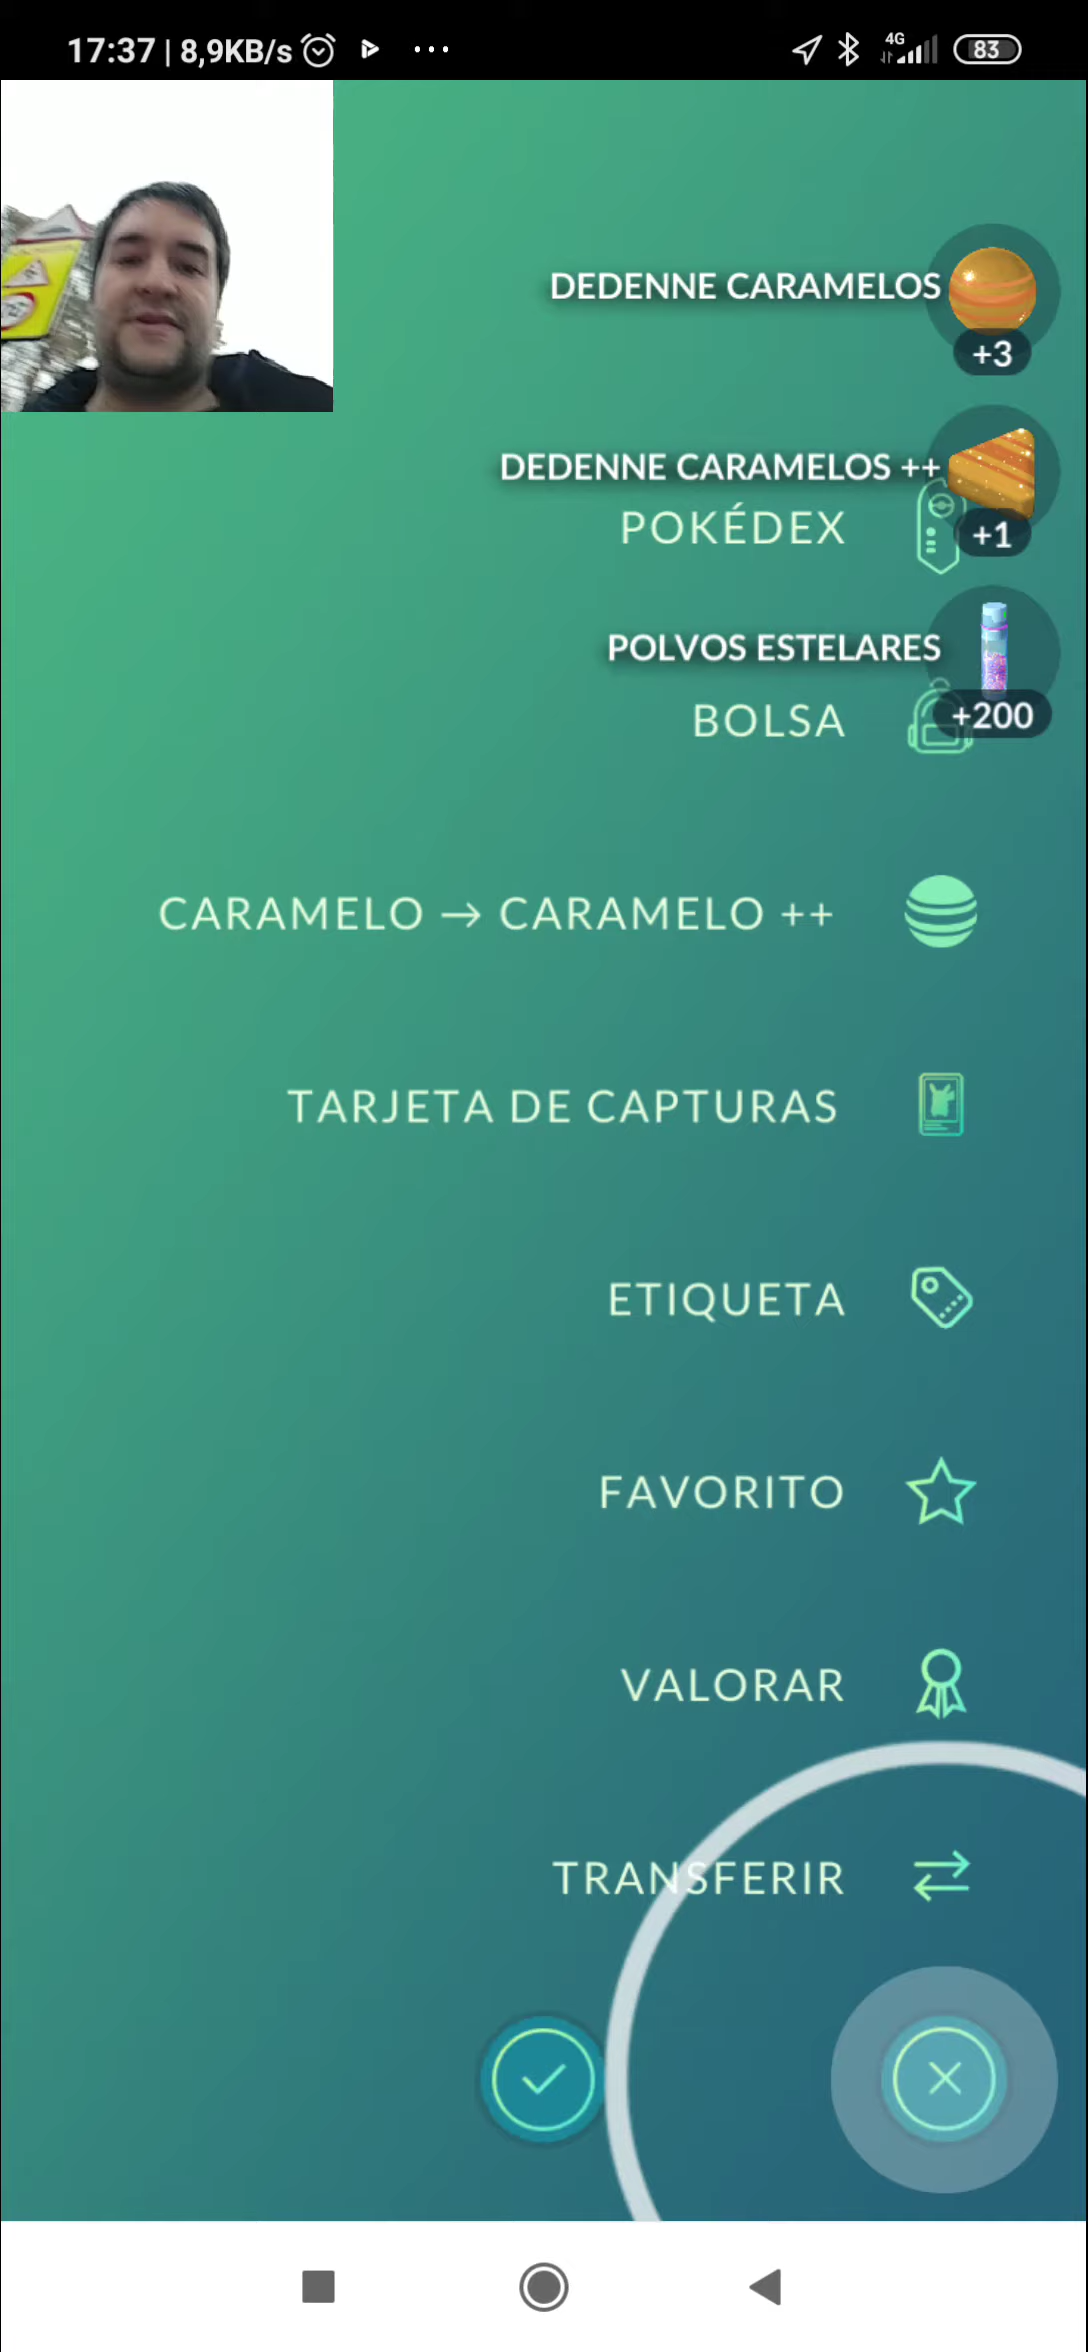 17:37 | 8,9KB/s
4G
83
DEDENNE CARAMELOS
+3
DEDENNE CARAMELOS ++
+1
POKÉDEX
POLVOS ESTELARES
+200
BOLSA
CARAMELO → CARAMELO ++
TARJETA DE CAPTURAS
ETIQUETA
FAVORITO
VALORAR
TRANSFERIR